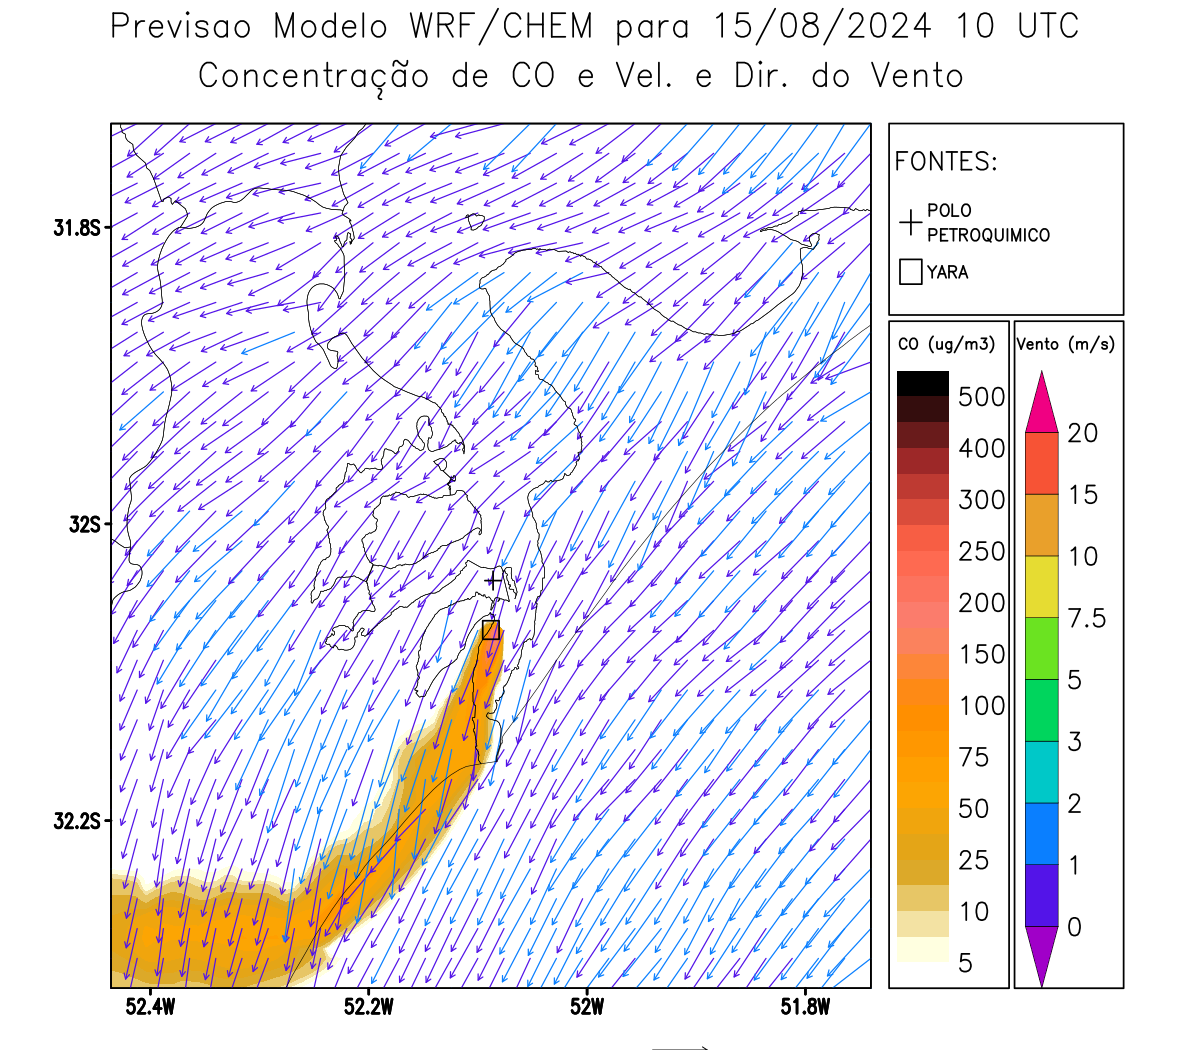 Previsao Modelo WRF/CHEM para 15/08/2024 10 UTC
Concentração de CO e Vel. e Dir. do Vento
FONTES:
POLO
PETROQUIMICO
YARA
CO (ug/m3)
500
400
300
250
200
150
100
75
50
25
10
5
Vento (m/s)
20
15
10
7.5
5
3
2
1
0
31.8S
32S
32.2S
52.4W
52.2W
52W
51.8W